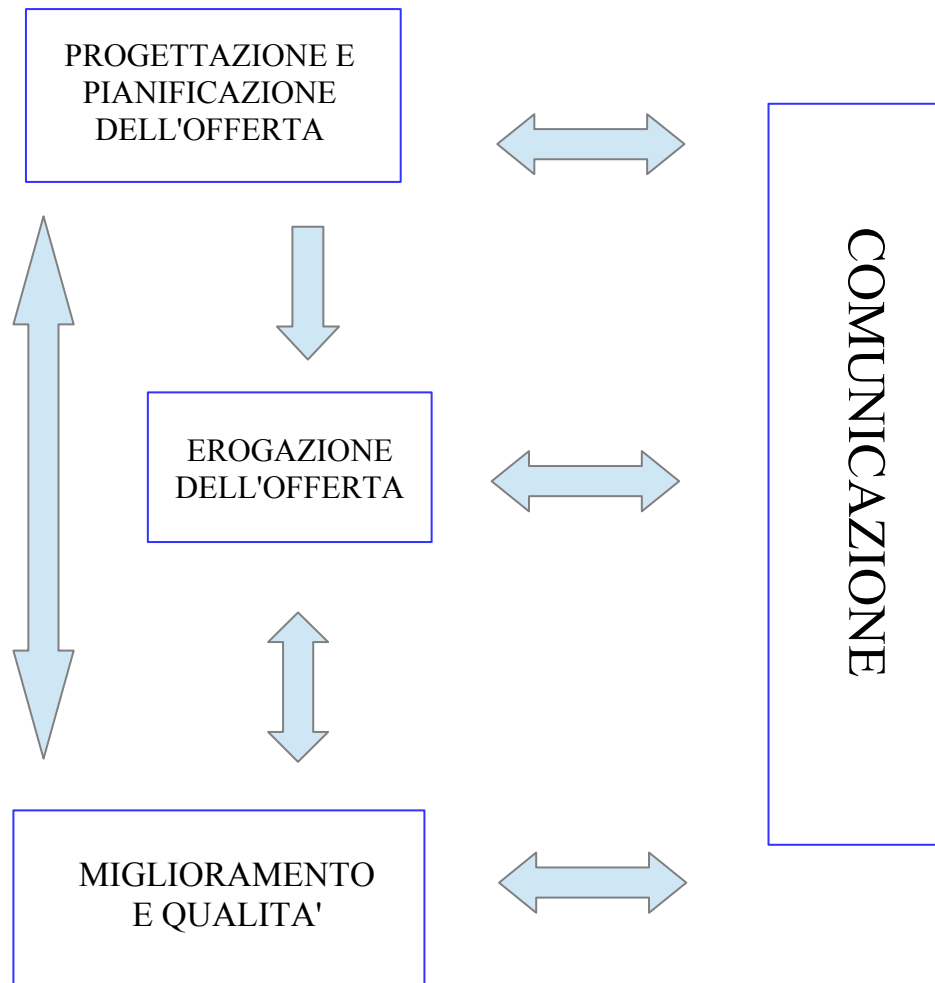 PROGETTAZIONE E
PIANIFICAZIONE
DELL'OFFERTA
EROGAZIONE
DELL'OFFERTA
MIGLIORAMENTO
E QUALITA'
COMUNICAZIONE